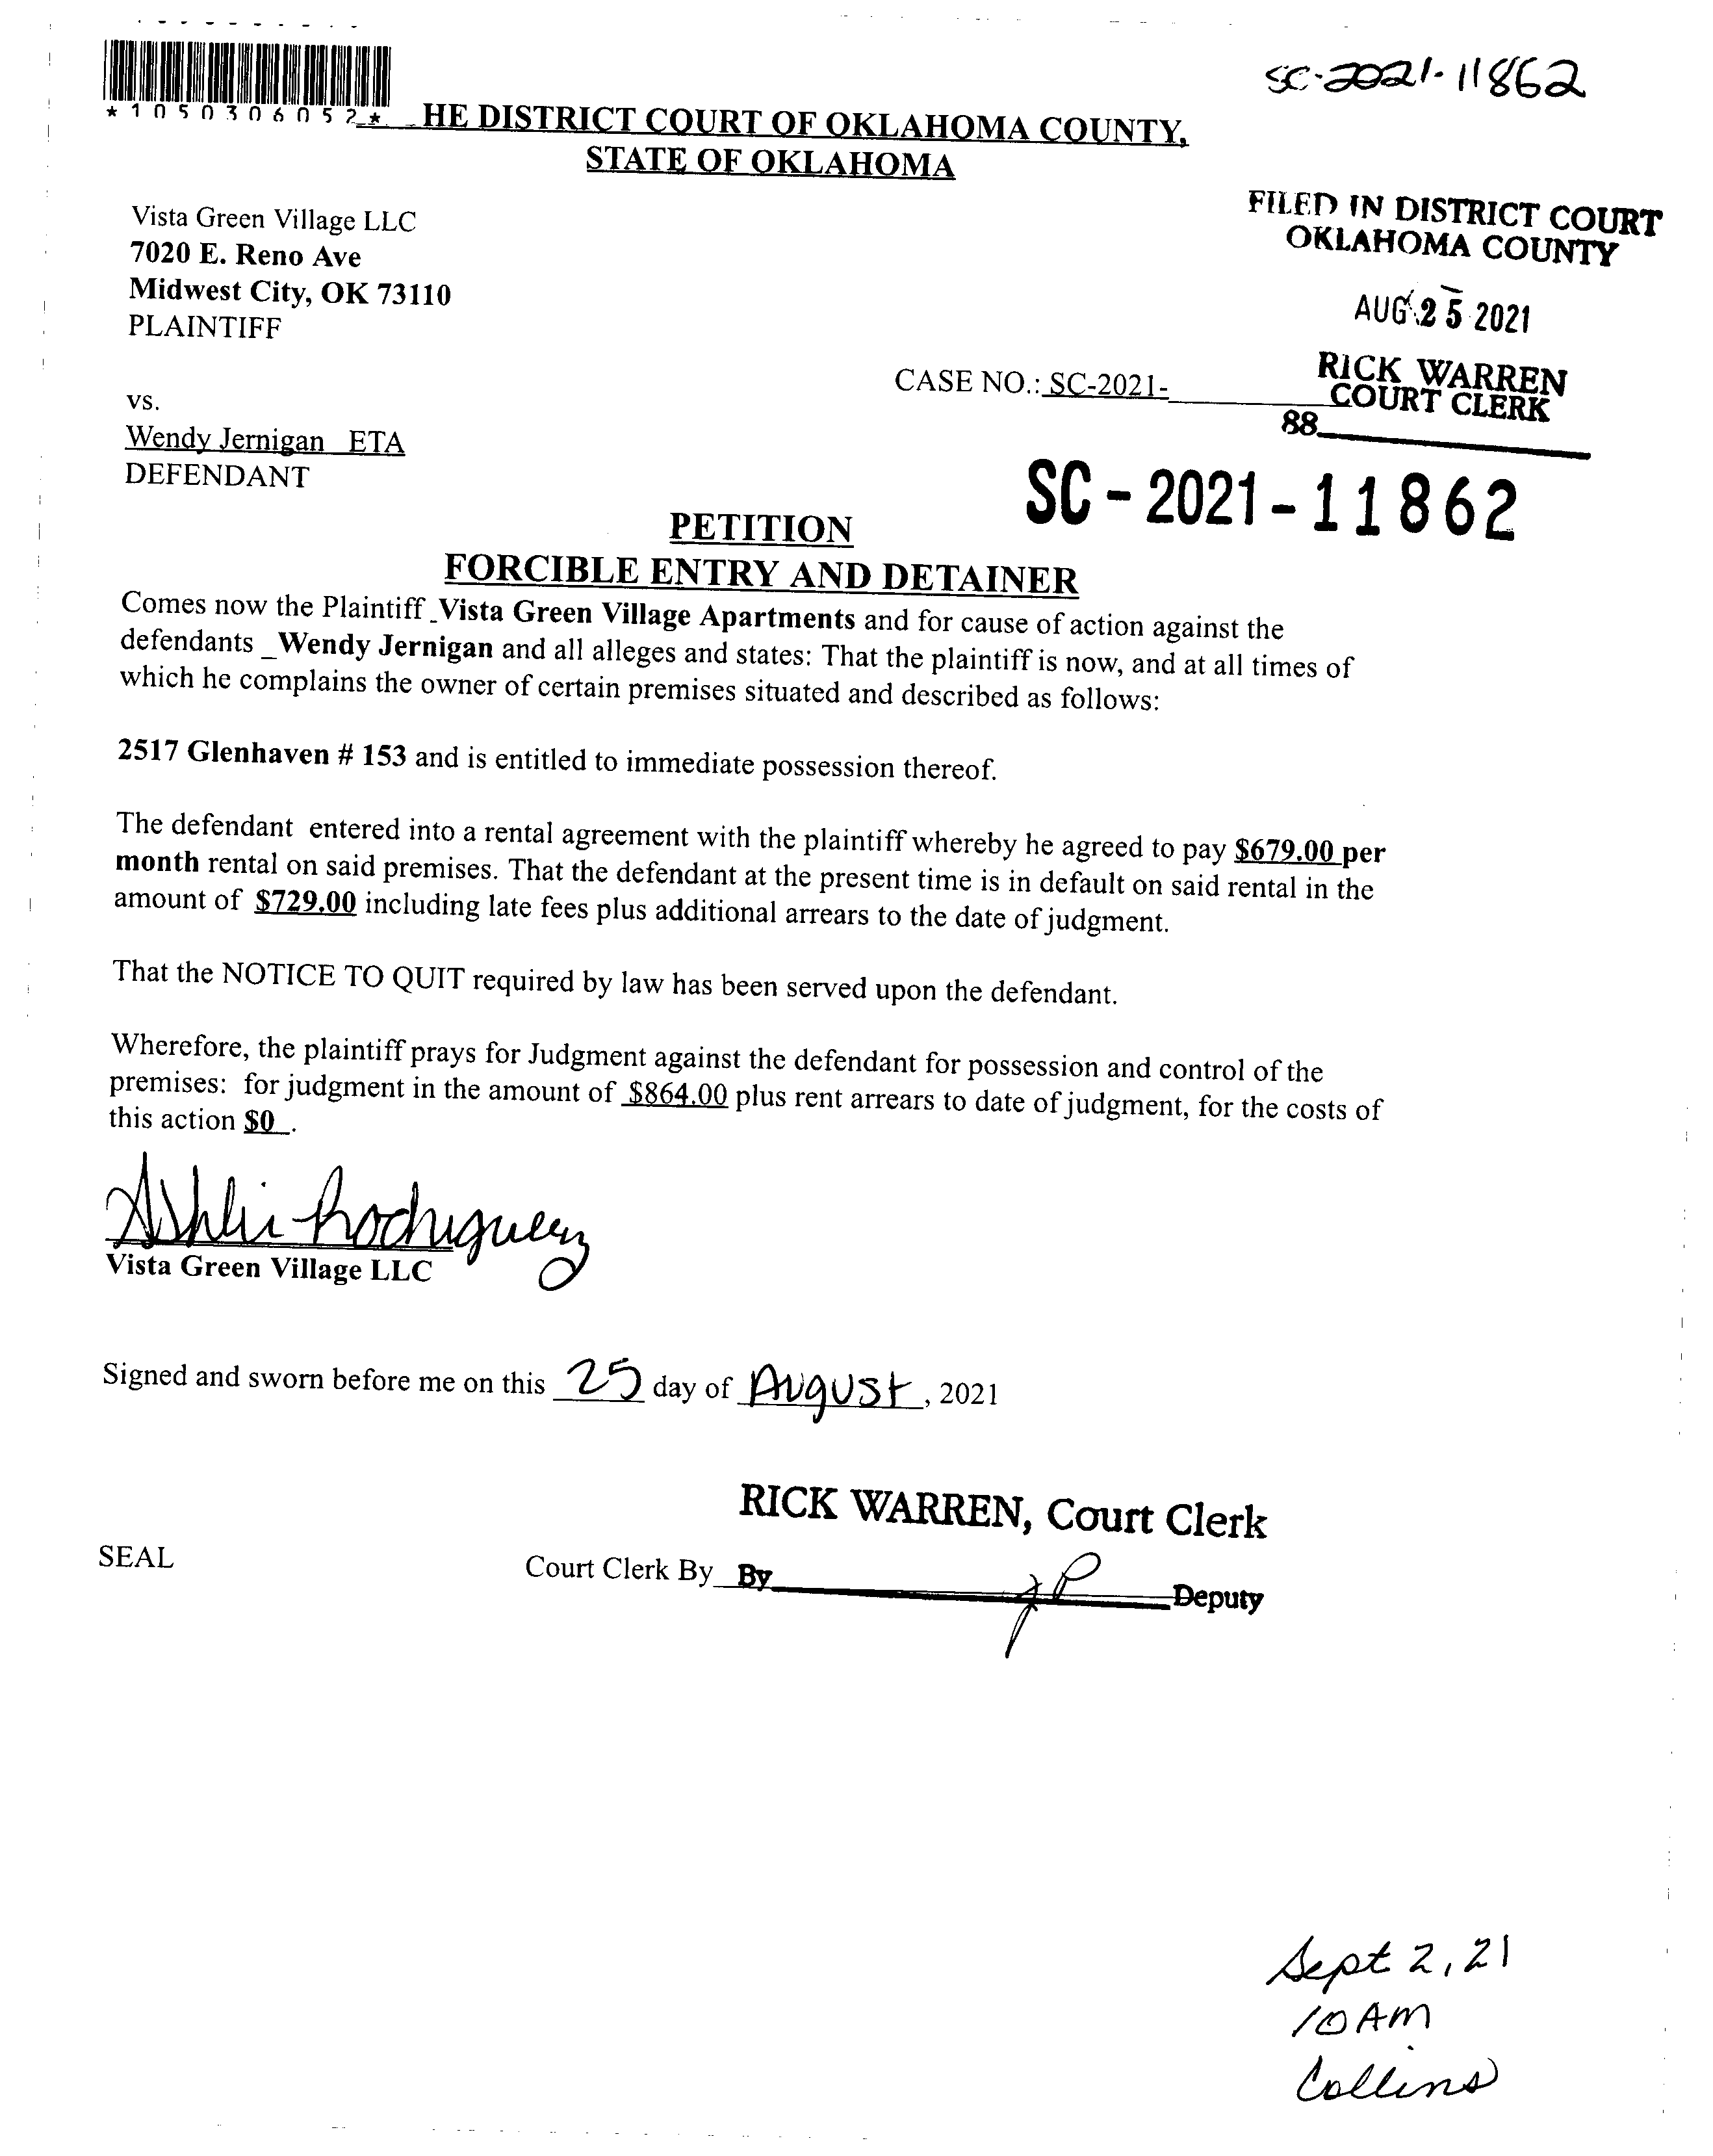 SC-2021-11862
*1050306052*
HE DISTRICT COURT OF OKLAHOMA COUNTY,
STATE OF OKLAHOMA
FILED IN DISTRICT COURT
OKLAHOMA COUNTY
AUG 25 2021
RICK WARREN
COURT CLERK
88
Vista Green Village LLC
7020 E. Reno Ave
Midwest City, OK 73110
PLAINTIFF
CASE NO.: SC-2021-
vs.
Wendy Jernigan ETA
DEFENDANT
SC-2021-11862
PETITION
FORCIBLE ENTRY AND DETAINER
Comes now the Plaintiff _Vista Green Village Apartments and for cause of action against the
defendants _Wendy Jernigan and all alleges and states: That the plaintiff is now, and at all times of
which he complains the owner of certain premises situated and described as follows:
2517 Glenhaven # 153 and is entitled to immediate possession thereof.
The defendant entered into a rental agreement with the plaintiff whereby he agreed to pay $679.00 per
month rental on said premises. That the defendant at the present time is in default on said rental in the
amount of $729.00 including late fees plus additional arrears to the date of judgment.
That the NOTICE TO QUIT required by law has been served upon the defendant.
Wherefore, the plaintiff prays for Judgment against the defendant for possession and control of the
premises: for judgment in the amount of $864.00 plus rent arrears to date of judgment, for the costs of
this action $0 .
Ashlie Rodriguez
Vista Green Village LLC
Signed and sworn before me on this 25 day of August, 2021
RICK WARREN, Court Clerk
SEAL
Court Clerk By By JP Deputy
Sept 2, 21
10 AM
Collins